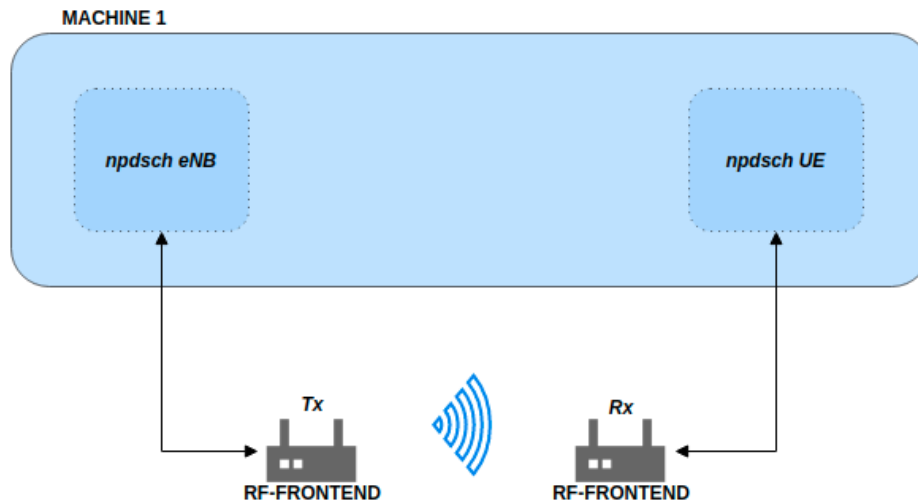 MACHINE 1
npdsch eNB
npdsch UE
Tx
Rx
RF-FRONTEND
RF-FRONTEND